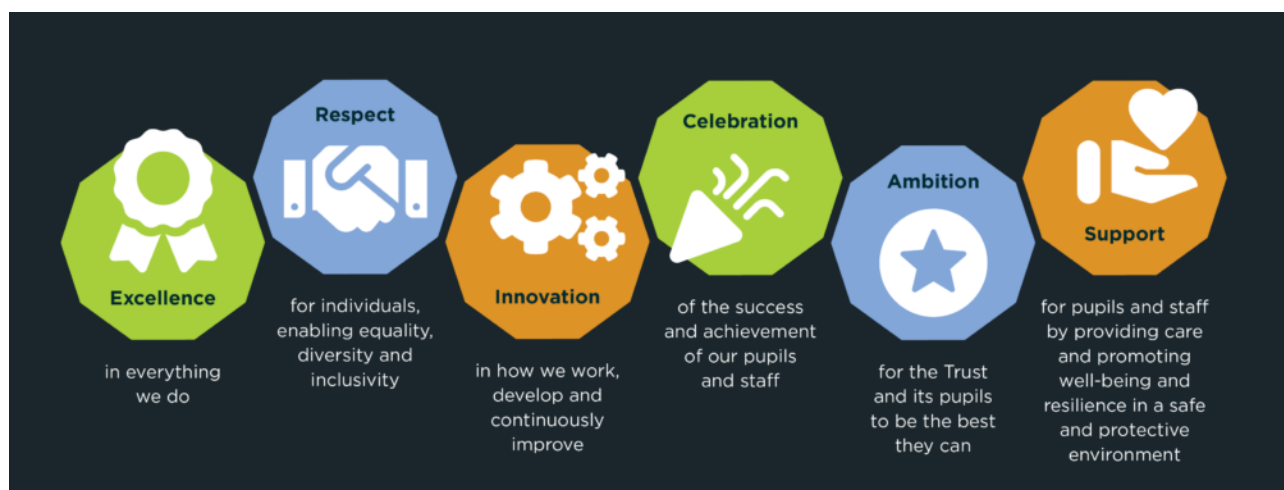 Excellence
in everything
we do
Respect
for individuals,
enabling equality,
diversity and
inclusivity
Innovation
in how we work,
develop and
continuously
improve
Celebration
of the success
and achievement
of our pupils
and staff
Ambition
for the Trust
and its pupils
to be the best
they can
Support
for pupils and staff
by providing care
and promoting
well-being and
resilience in a safe
and protective
environment